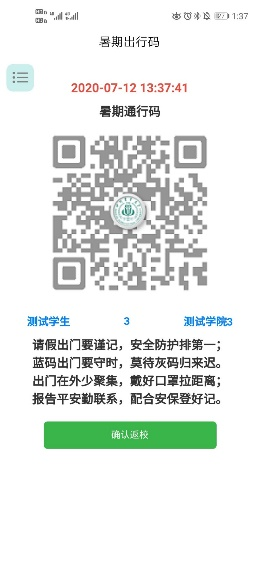 1:37
暑期出行码
2020-07-12 13:37:41
暑期通行码
测试学生 3 测试学院3
请假出门要谨记，安全防护排第一；
蓝码出门要守时，莫待灰码归来迟。
出门在外少聚集，戴好口罩拉距离；
报告平安勤联系，配合安保登好记。
确认返校